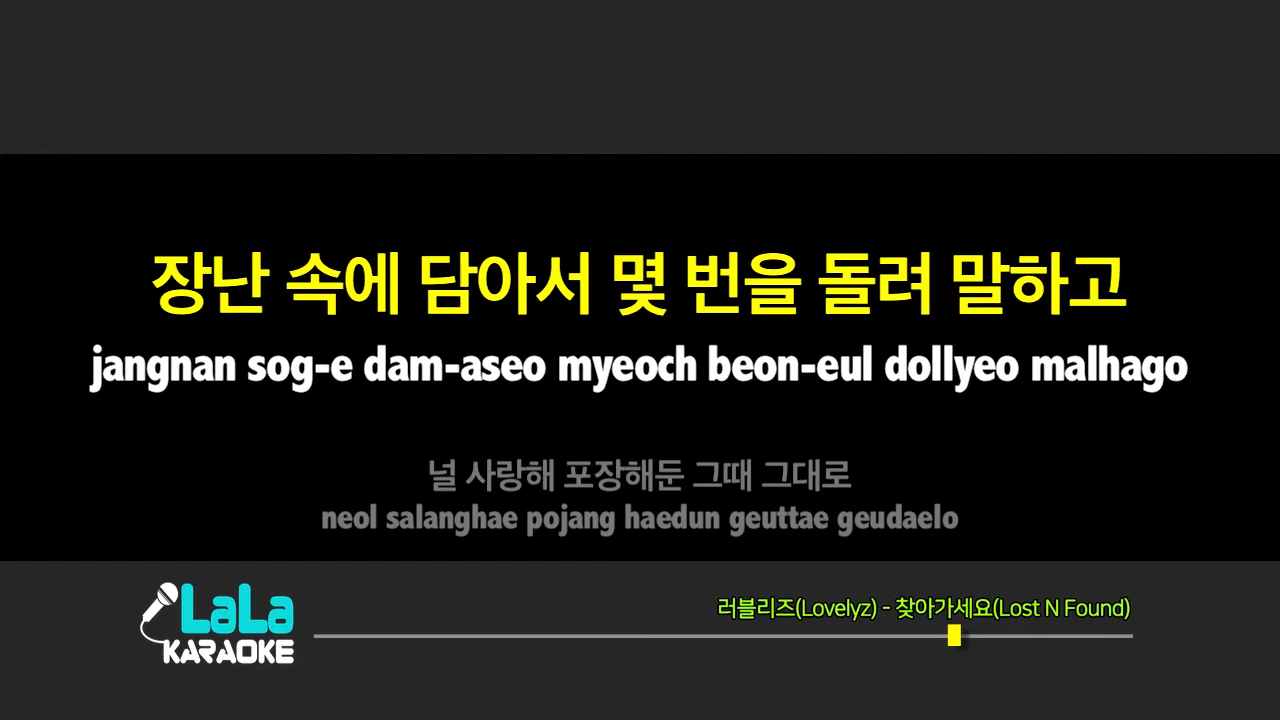 장난 속에 담아서 몇 번을 돌려 말하고
jangnan sog-e dam-aseo myeoch beon-eul dollyeo malhago
널 사랑해 포장해둔 그때 그대로
neol salanghae pojang haedun geuttae geudaelo
러블리즈(Lovelyz) - 찾아가세요(Lost N Found)
LaLa
KARAOKE